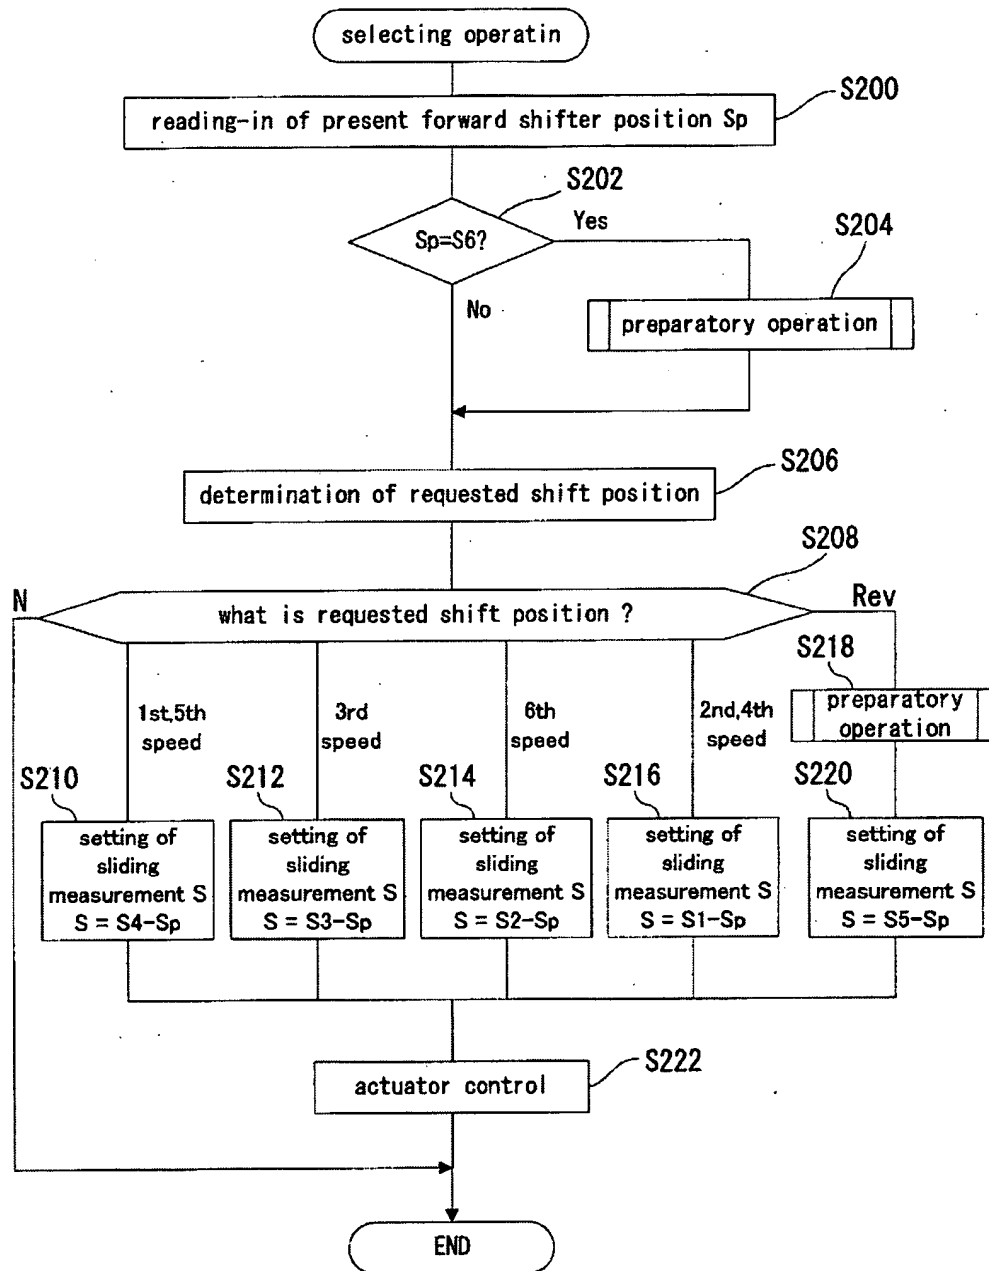 selecting operatin
S200
reading-in of present forward shifter position Sp
S202
Sp=S6?
Yes
S204
No
preparatory operation
S206
determination of requested shift position
S208
N
what is requested shift position ?
Rev
S218
preparatory
operation
1st,5th
speed
3rd
speed
6th
speed
2nd,4th
speed
S210
S212
S214
S216
S220
setting of
sliding
measurement S
S = S4-Sp
setting of
sliding
measurement S
S = S3-Sp
setting of
sliding
measurement S
S = S2-Sp
setting of
sliding
measurement S
S = S1-Sp
setting of
sliding
measurement S
S = S5-Sp
S222
actuator control
END